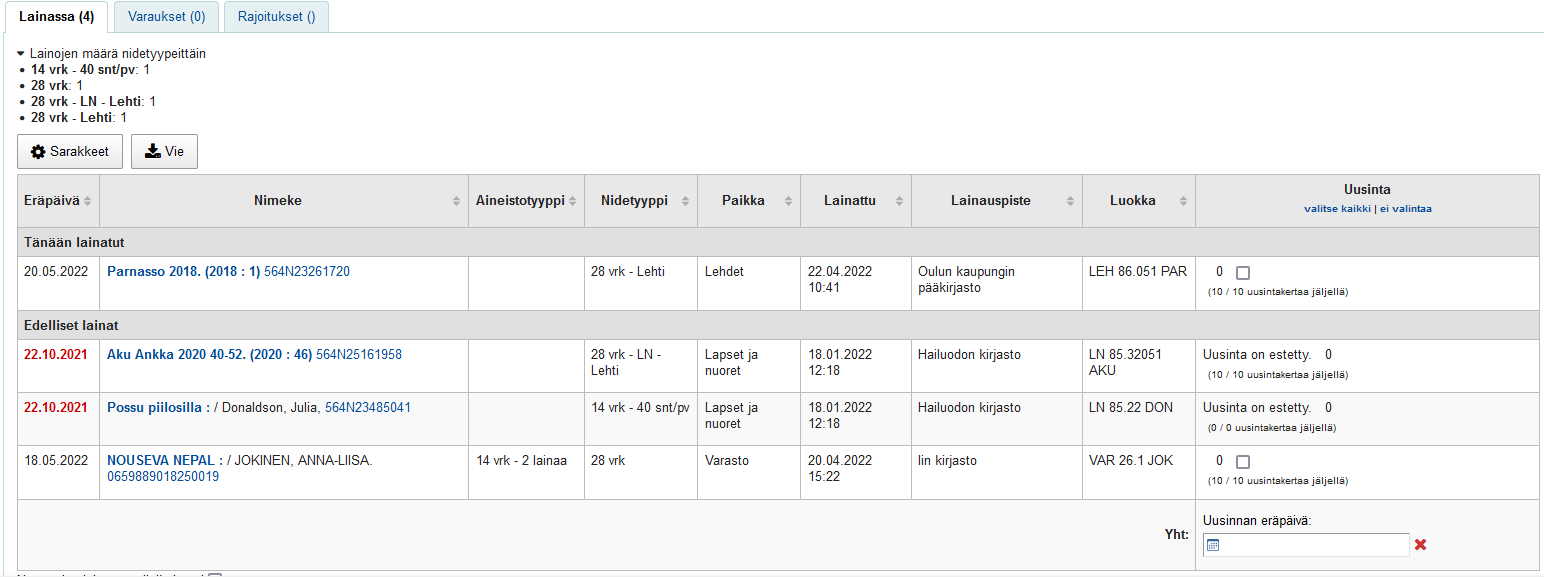 Lainassa (4) Varaukset (0) Rajoitukset ()
Lainojen määrä nidetyypeittäin
14 vrk - 40 snt/pv: 1
28 vrk: 1
28 vrk - LN - Lehti: 1
28 vrk - Lehti: 1
Sarakkeet Vie
Eräpäivä Nimeke Aineistotyyppi Nidetyyppi Paikka Lainattu Lainauspiste Luokka Uusinta
valitse kaikki | ei valintaa
Tänään lainatut
20.05.2022 Parnasso 2018. (2018 : 1) 564N23261720 28 vrk - Lehti Lehdet 22.04.2022 Oulun kaupungin LEH 86.051 PAR 0
10:41 pääkirjasto (10 / 10 uusintakertaa jäljellä)
Edelliset lainat
22.10.2021 Aku Ankka 2020 40-52. (2020 : 46) 564N25161958 28 vrk - LN - Lapset ja 18.01.2022 Hailuodon kirjasto LN 85.32051 Uusinta on estetty. 0
Lehti nuoret 12:18 AKU (10 / 10 uusintakertaa jäljellä)
22.10.2021 Possu piilosilla : / Donaldson, Julia, 564N23485041 14 vrk - 40 snt/pv Lapset ja 18.01.2022 Hailuodon kirjasto LN 85.22 DON Uusinta on estetty. 0
nuoret 12:18 (0 / 0 uusintakertaa jäljellä)
18.05.2022 NOUSEVA NEPAL : / JOKINEN, ANNA-LIISA. 14 vrk - 2 lainaa 28 vrk Varasto 20.04.2022 Iin kirjasto VAR 26.1 JOK 0
0659889018250019 15:22 (10 / 10 uusintakertaa jäljellä)
Yht: Uusinnan eräpäivä: